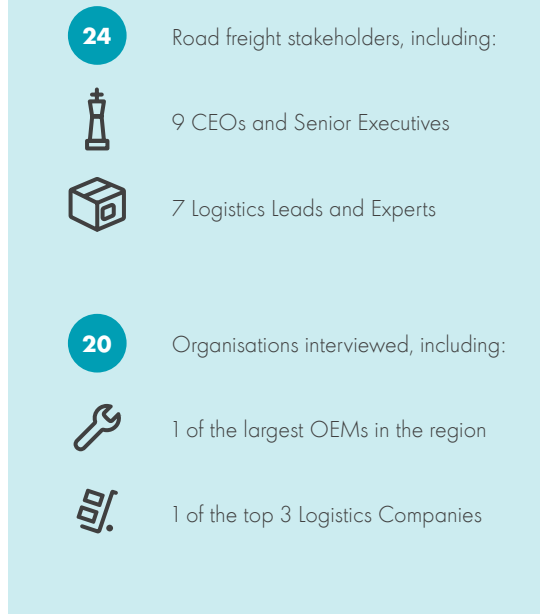 24 Road freight stakeholders, including:
9 CEOs and Senior Executives
7 Logistics Leads and Experts
20 Organisations interviewed, including:
1 of the largest OEMs in the region
1 of the top 3 Logistics Companies